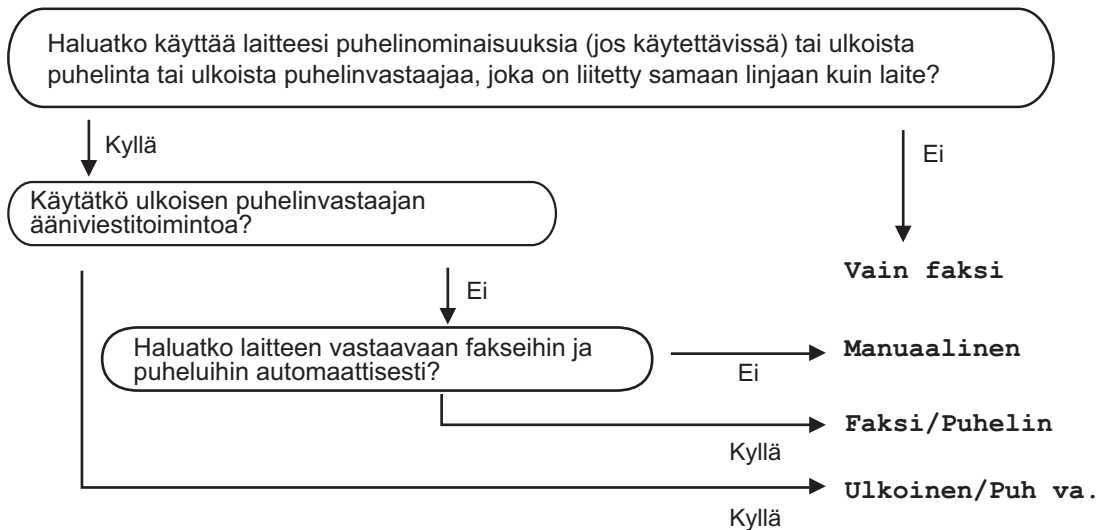 Haluatko käyttää laitteesi puhelinominaisuuksia (jos käytettävissä) tai ulkoista
puhelinta tai ulkoista puhelinvastaajaa, joka on liitetty samaan linjaan kuin laite?
Kyllä
Ei
Käytätkö ulkoisen puhelinvastaajan
ääniviestitoimintoa?
Vain faksi
Ei
Haluatko laitteen vastaavaan fakseihin ja
puheluihin automaattisesti?
Ei
Manuaalinen
Kyllä
Faksi/Puhelin
Kyllä
Ulkoinen/Puh va.